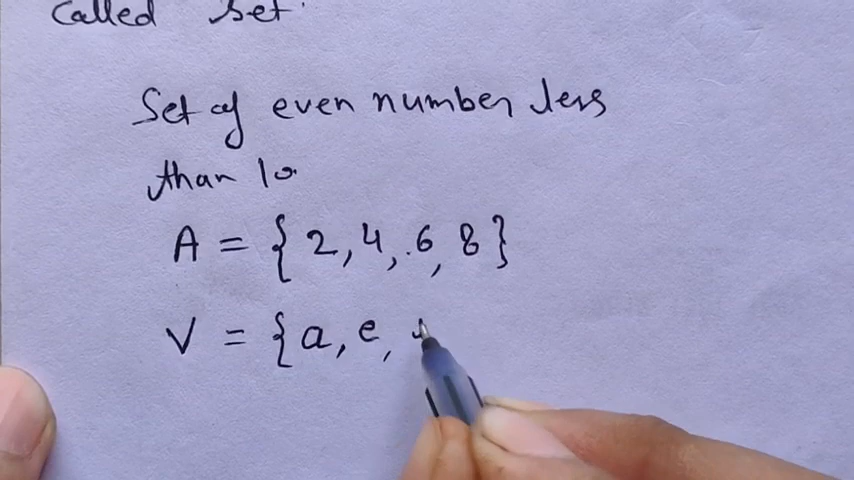 called set.
Set of even number less
than 10
A = { 2, 4, 6, 8 }
V = { a, e,